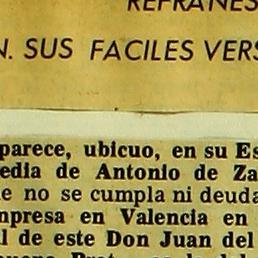 REFRANES
N. SUS FACILES VERS
parece, ubicuo, en su Es
edia de Antonio de Za
e no se cumpla ni deuda
mpresa en Valencia en
l de este Don Juan del